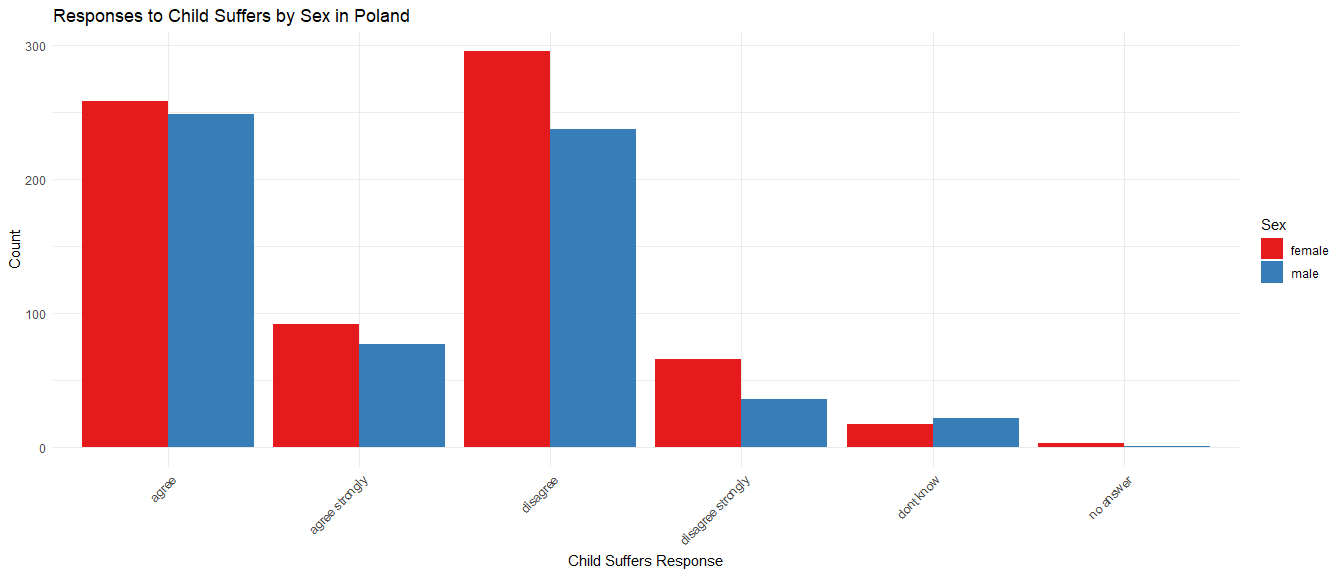 Responses to Child Suffers by Sex in Poland
300
200
100
0
Count
agree
agree strongly
disagree
disagree strongly
dont know
no answer
Child Suffers Response
Sex
female
male